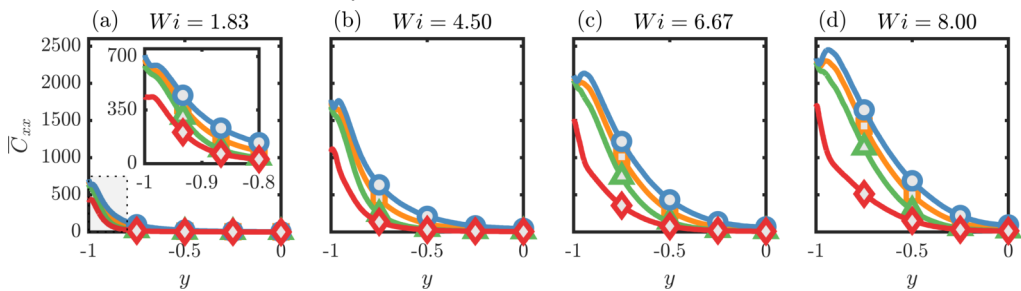 (a) Wi = 1.83 (b) Wi = 4.50 (c) Wi = 6.67 (d) Wi = 8.00
2500
2000
1500
1000
500
0
C̅xx
700
350
0
-1 -0.9 -0.8
-1 -0.5 0 -1 -0.5 0 -1 -0.5 0 -1 -0.5 0
y y y y